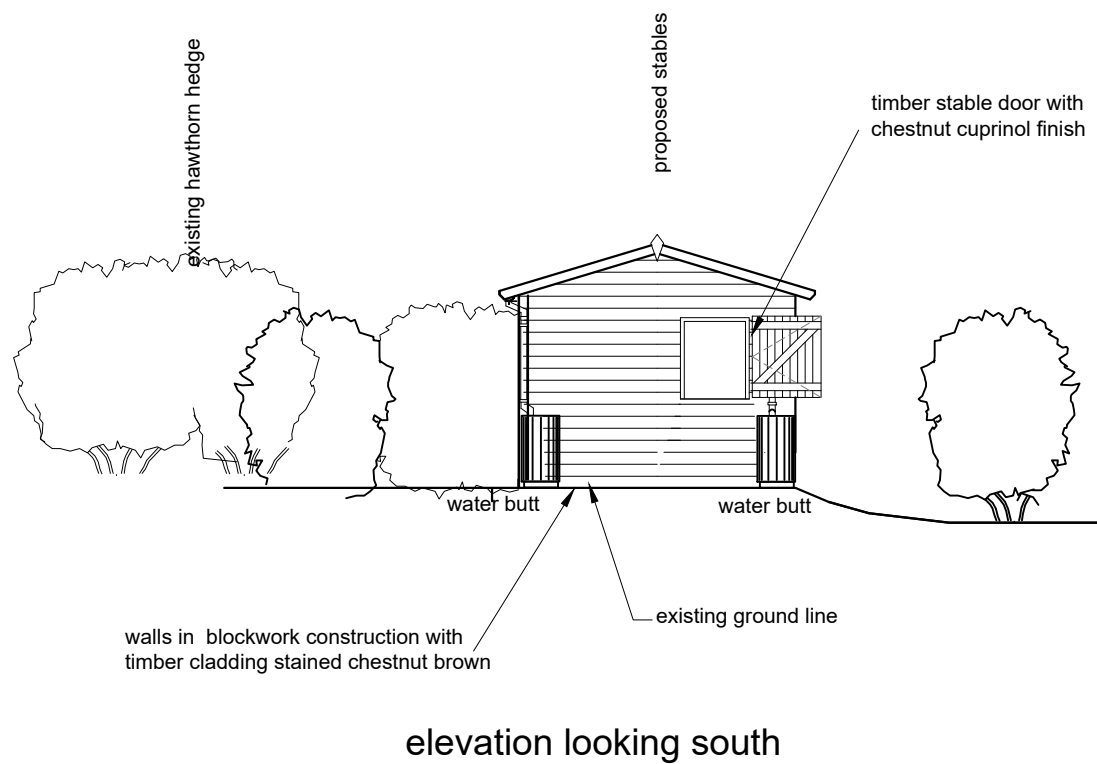 existing hawthorn hedge
proposed stables
timber stable door with
chestnut cuprinol finish
water butt
water butt
existing ground line
walls in blockwork construction with
timber cladding stained chestnut brown
elevation looking south